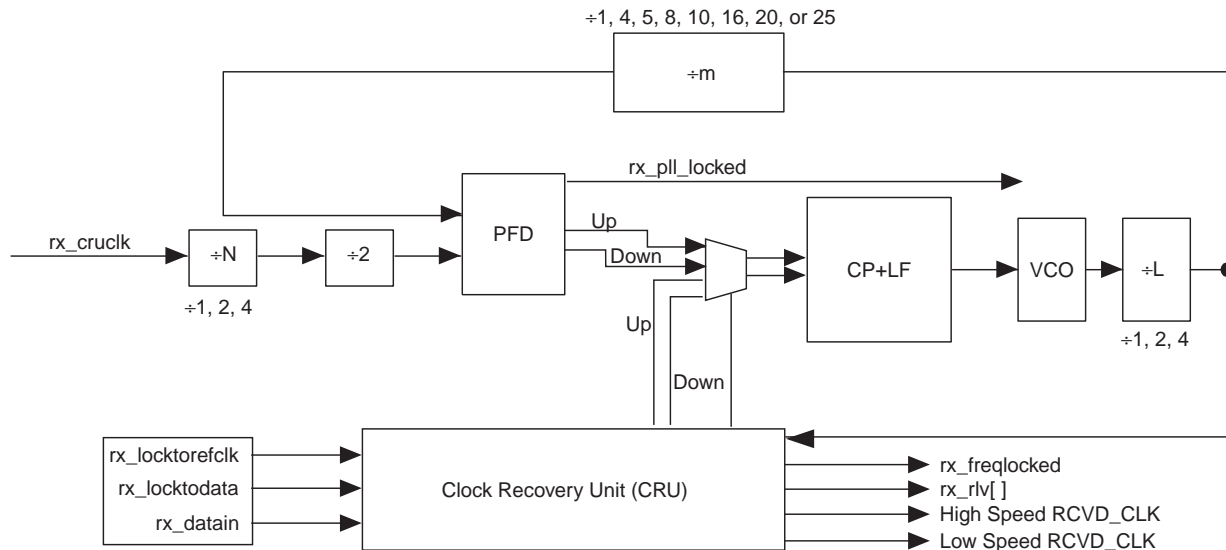 ÷1, 4, 5, 8, 10, 16, 20, or 25
÷m
rx_pll_locked
Up
PFD
rx_cruclk
÷N
÷2
Down
CP+LF
VCO
÷L
÷1, 2, 4
Up
÷1, 2, 4
Down
rx_locktorefclk
rx_locktodata
rx_datain
Clock Recovery Unit (CRU)
rx_freqlocked
rx_rlv[ ]
High Speed RCVD_CLK
Low Speed RCVD_CLK